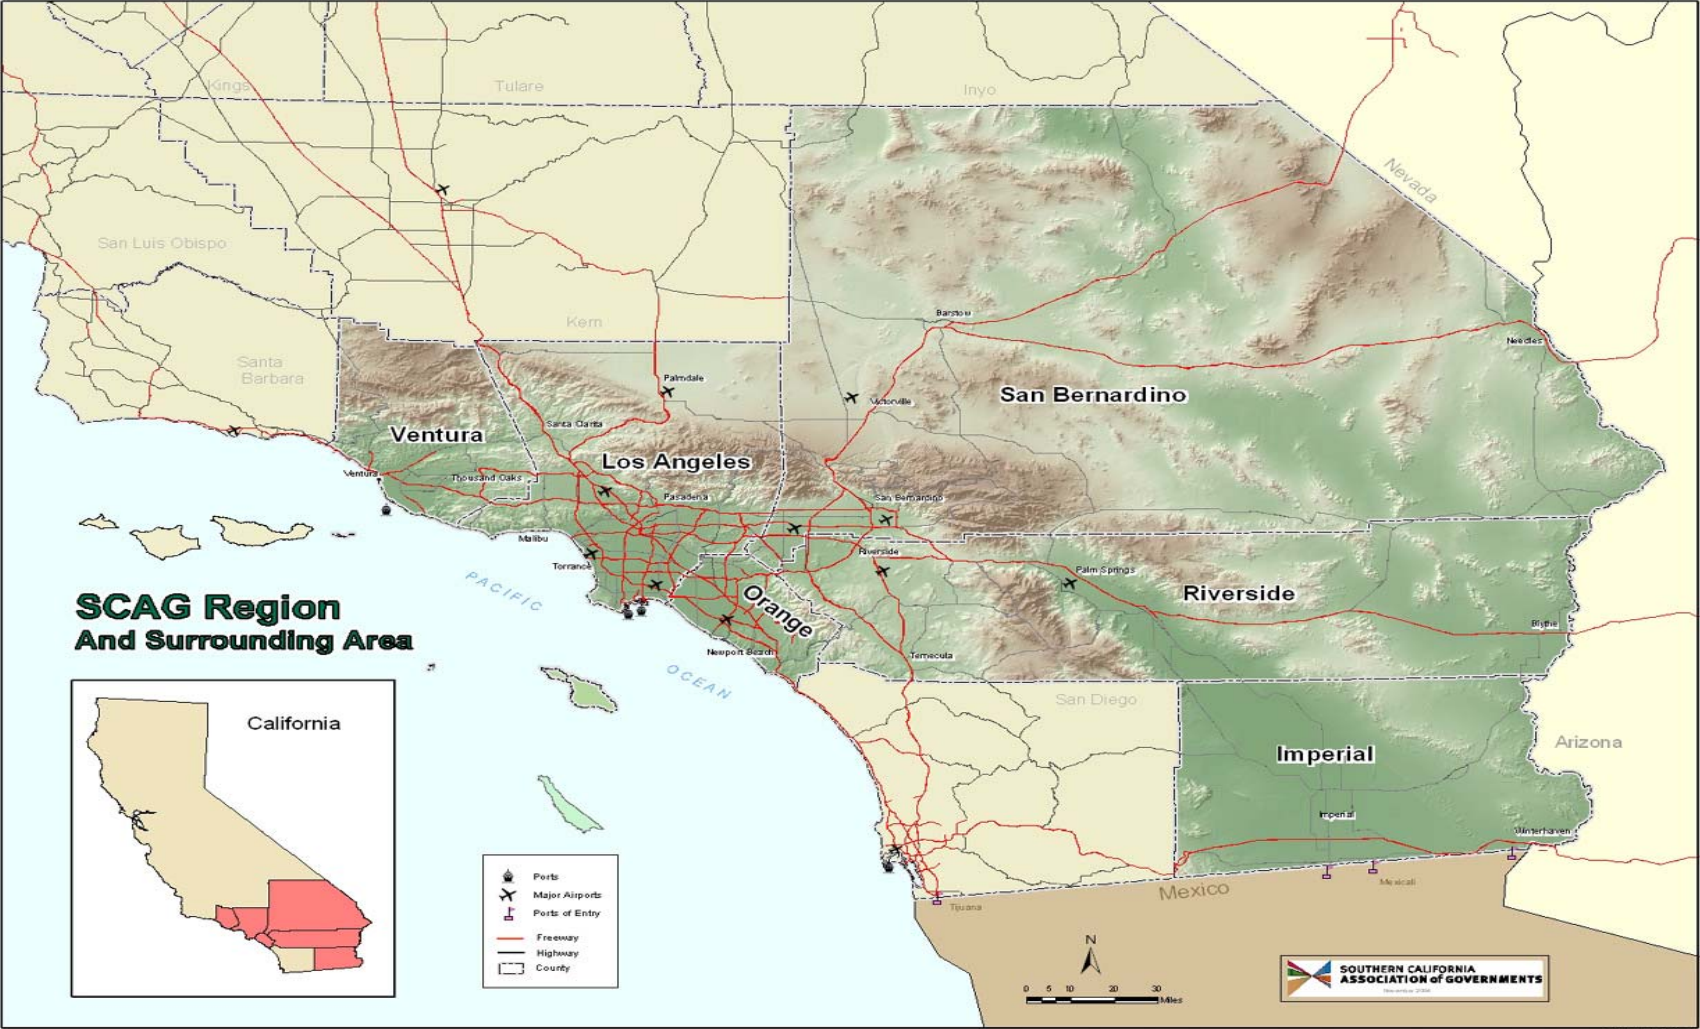 Kings
Tulare
Inyo
Nevada
San Luis Obispo
Kern
Barstow
Needles
Santa
Barbara
Palmdale
Victorville
San Bernardino
Santa Clarita
Ventura
Los Angeles
Ventura
Thousand Oaks
Pasadena
San Bernardino
Malibu
Riverside
Torrance
Palm Springs
PACIFIC
Riverside
Orange
SCAG Region
And Surrounding Area
Blythe
Newport Beach
Temecula
OCEAN
San Diego
California
Imperial
Arizona
Imperial
Winterhaven
Ports
Major Airports
Ports of Entry
Freeway
Highway
County
Mexico
Mexicali
Tijuana
N
0 5 10 20 30
Miles
SOUTHERN CALIFORNIA
ASSOCIATION of GOVERNMENTS